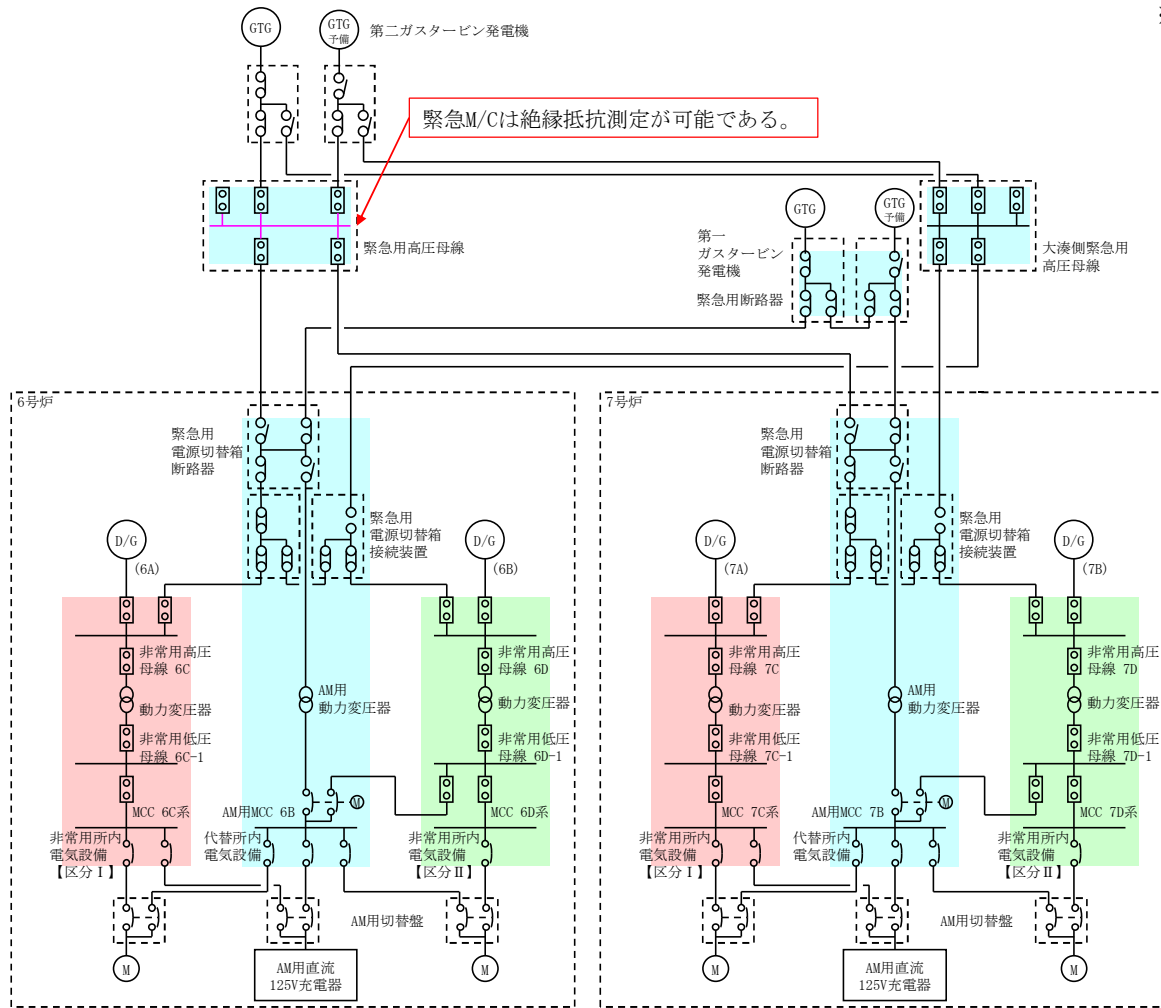 GTG
GTG
予備
第二ガスタービン発電機
緊急M/Cは絶縁抵抗測定が可能である。
緊急用高圧母線
GTG
GTG
予備
第一
ガスタービン
発電機
緊急用断路器
大湊側緊急用
高圧母線
6号炉
緊急用
電源切替箱
断路器
緊急用
電源切替箱
接続装置
D/G
(6A)
D/G
(6B)
非常用高圧
母線 6C
AM用
動力変圧器
非常用高圧
母線 6D
動力変圧器
動力変圧器
非常用低圧
母線 6C-1
非常用低圧
母線 6D-1
MCC 6C系
AM用MCC 6B
M
MCC 6D系
非常用所内
電気設備
【区分Ⅰ】
代替所内
電気設備
非常用所内
電気設備
【区分Ⅱ】
AM用切替盤
M
AM用直流
125V充電器
M
7号炉
緊急用
電源切替箱
断路器
緊急用
電源切替箱
接続装置
D/G
(7A)
D/G
(7B)
非常用高圧
母線 7C
AM用
動力変圧器
非常用高圧
母線 7D
動力変圧器
動力変圧器
非常用低圧
母線 7C-1
非常用低圧
母線 7D-1
MCC 7C系
AM用MCC 7B
M
MCC 7D系
非常用所内
電気設備
【区分Ⅰ】
代替所内
電気設備
非常用所内
電気設備
【区分Ⅱ】
AM用切替盤
M
AM用直流
125V充電器
M